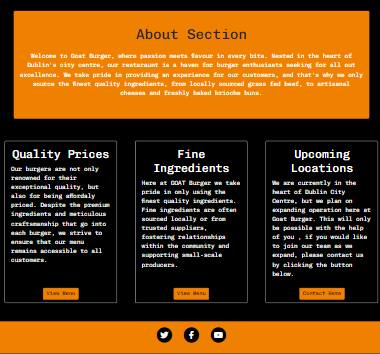 About Section
Welcome to Goat Burger, where passion meets flavour in every bite. Nested in the heart of
Dublin's city centre, our restaraunt is a haven for burger enthusiasts seeking for all out
excellence. We take pride in providing an experience for our customers, and that's why we only
source the finest quality ingredients, from locally sourced grass fed beef, to artisanal
cheeses and freshly baked brioche buns.
Quality Prices
Our burgers are not only
renowned for their
exceptional quality, but
also for being affordably
priced. Despite the premium
ingredients and meticulous
craftsmanship that go into
each burger, we strive to
ensure that our menu
remains accessible to all
customers.
View Menu
Fine
Ingredients
Here at GOAT Burger we take
pride in only using the
finest quality ingredients.
Fine ingredients are often
sourced locally or from
trusted suppliers,
fostering relationships
within the community and
supporting small-scale
producers.
View Menu
Upcoming
Locations
We are currently in the
heart of Dublin City
Centre, but we plan on
expanding operation here at
Goat Burger. This will only
be possible with the help
of you , if you would like
to join our team as we
expand, please contact us
by clicking the button
below.
Contact Here